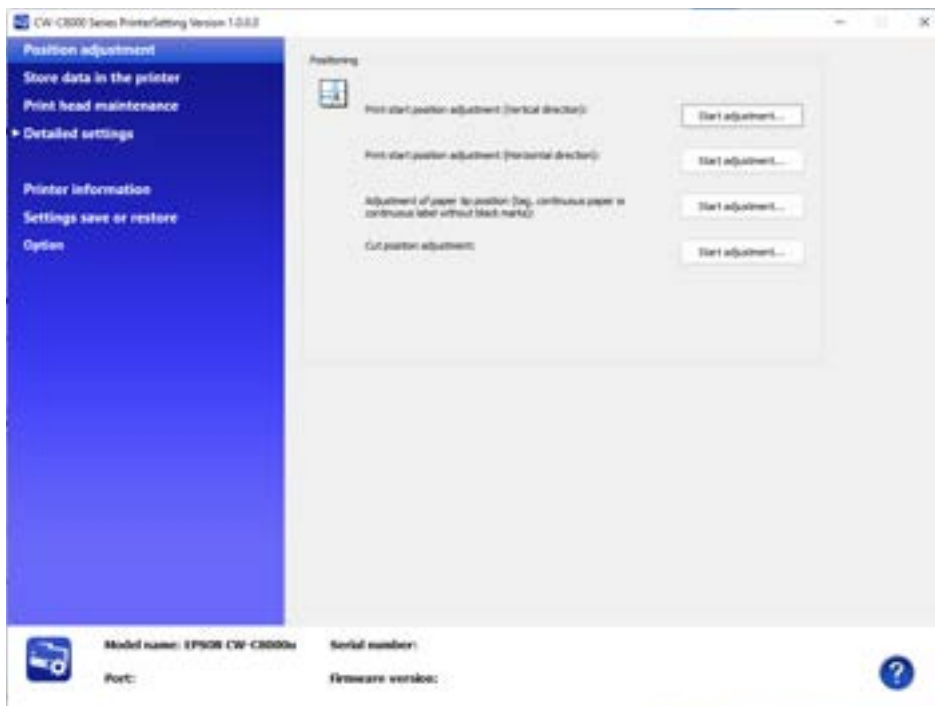 CW-C8000 Series PrinterSetting Version 1.0.0.0
Position adjustment
Store data in the printer
Print head maintenance
Detailed settings
Printer information
Settings save or restore
Option
Positioning
Print start position adjustment (Vertical direction):
Start adjustment...
Print start position adjustment (Horizontal direction):
Start adjustment...
Adjustment of paper tip position (tag, continuous paper or
continuous label without black marks):
Start adjustment...
Cut position adjustment:
Start adjustment...
Model name: EPSON CW-C8000u
Serial number:
Port:
Firmware version:
?